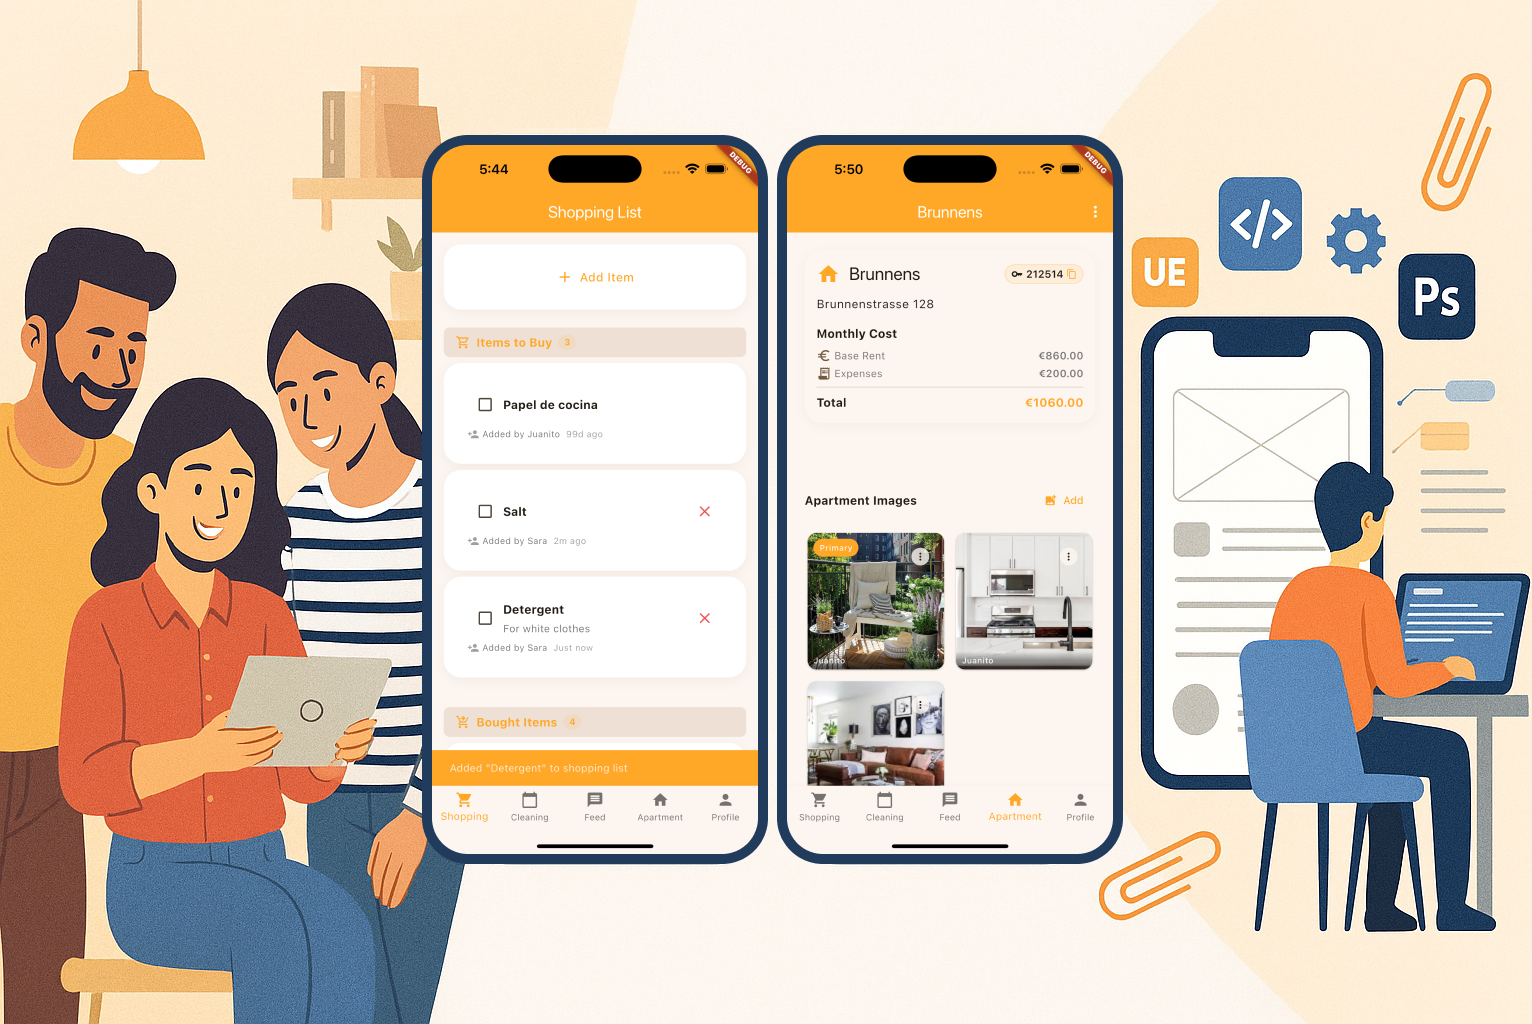 5:44
DEBUG
Shopping List
+ Add Item
Items to Buy 3
Papel de cocina
Added by Juanito 99d ago
Salt
Added by Sara 2m ago
Detergent
For white clothes
Added by Sara Just now
Bought Items 4
Added "Detergent" to shopping list
Shopping Cleaning Feed Apartment Profile
5:50
DEBUG
Brunnens
Brunnens 212514
Brunnenstrasse 128
Monthly Cost
Base Rent €860.00
Expenses €200.00
Total €1060.00
Apartment Images Add
Primary
Juanito
Juanito
Shopping Cleaning Feed Apartment Profile
</>
UE
Ps